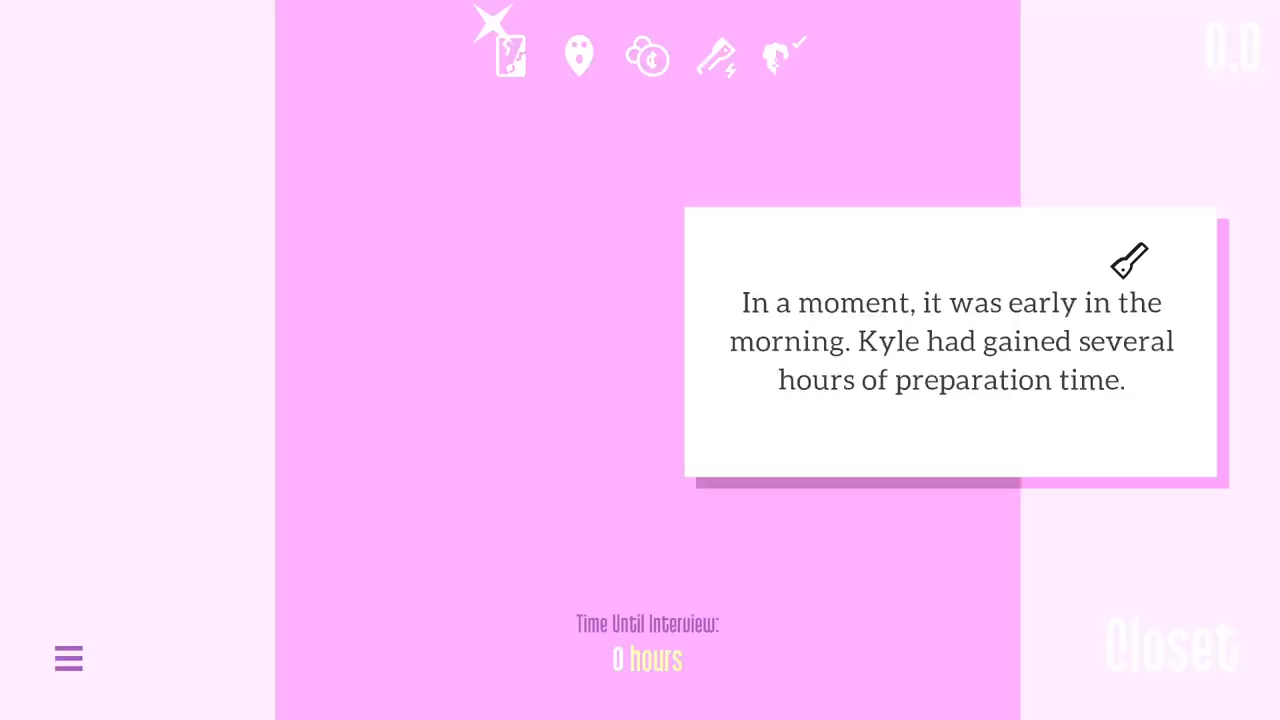 0.0
In a moment, it was early in the
morning. Kyle had gained several
hours of preparation time.
Time Until Interview:
0 hours
Closet